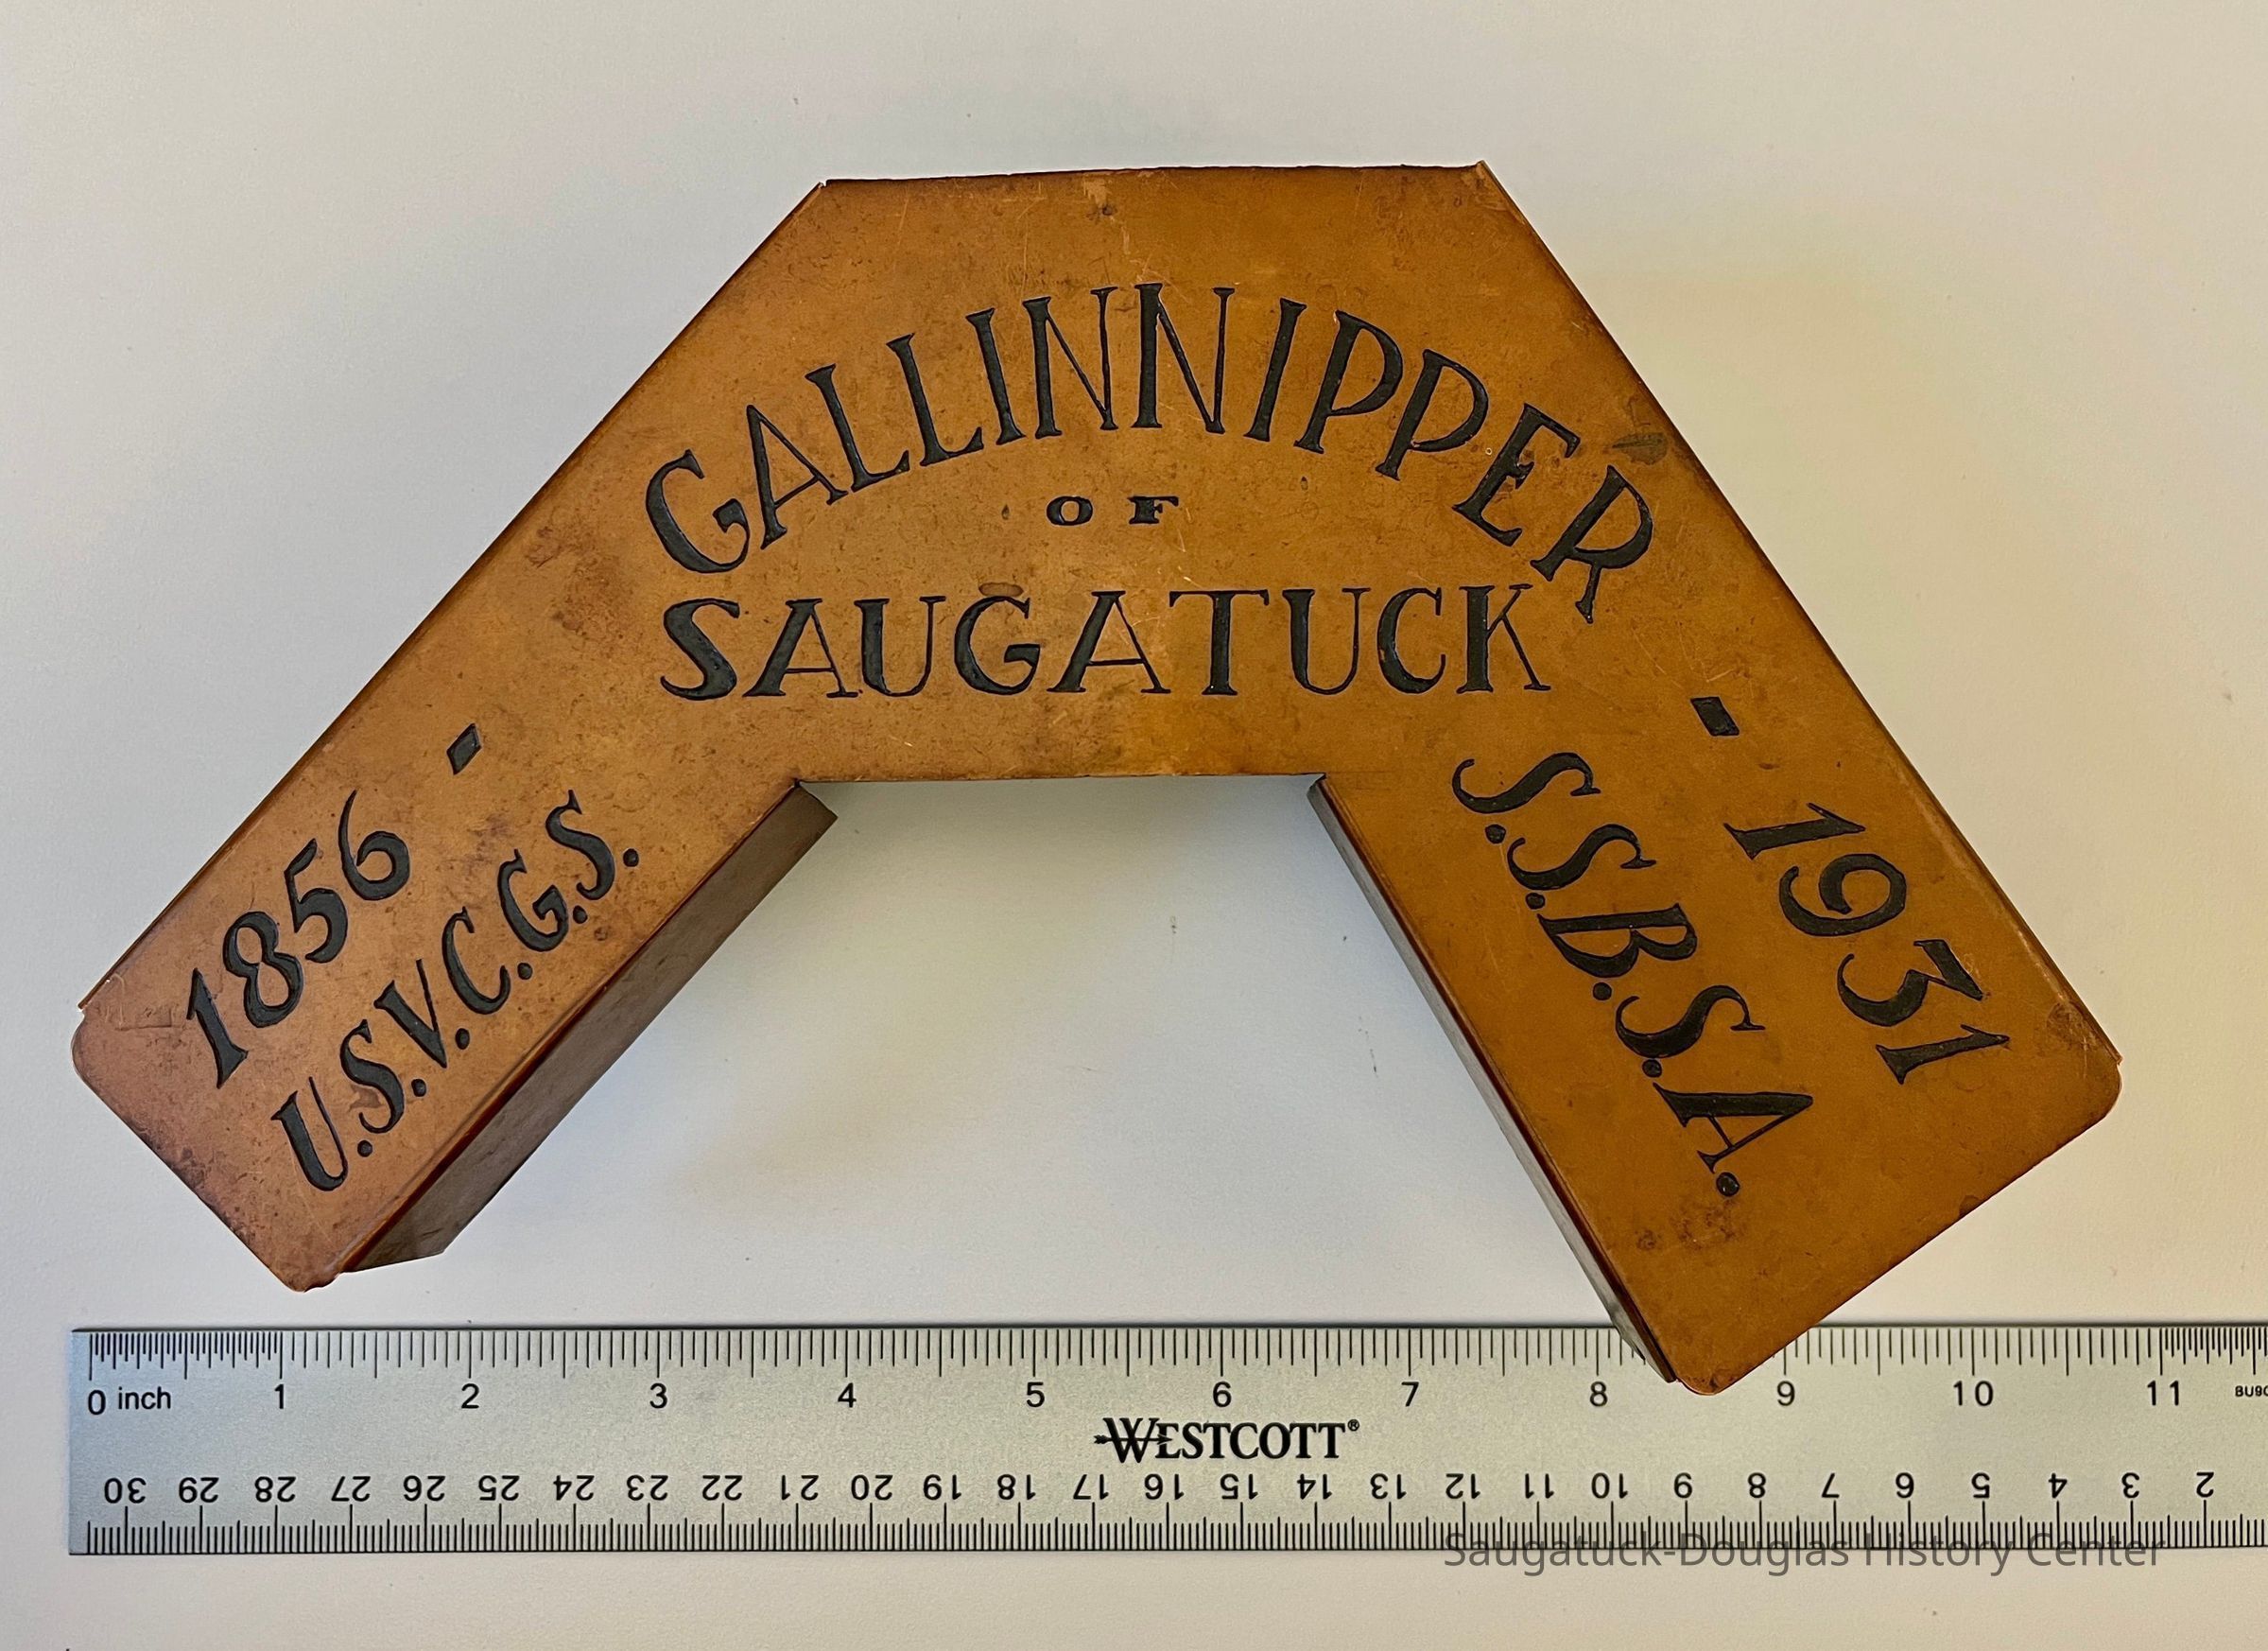 GALLINNIPPER
OF
SAUGATUCK
1856 -
U.S.V.C.G.S.
- 1931
S.S.B.S.A.
0 inch 1 2 3 4 5 6 7 8 9 10 11
WESTCOTT®
30 29 28 27 26 25 24 23 22 21 20 19 18 17 16 15 14 13 12 11 10 9 8 7 6 5 4 3 2
Saugatuck-Douglas History Center